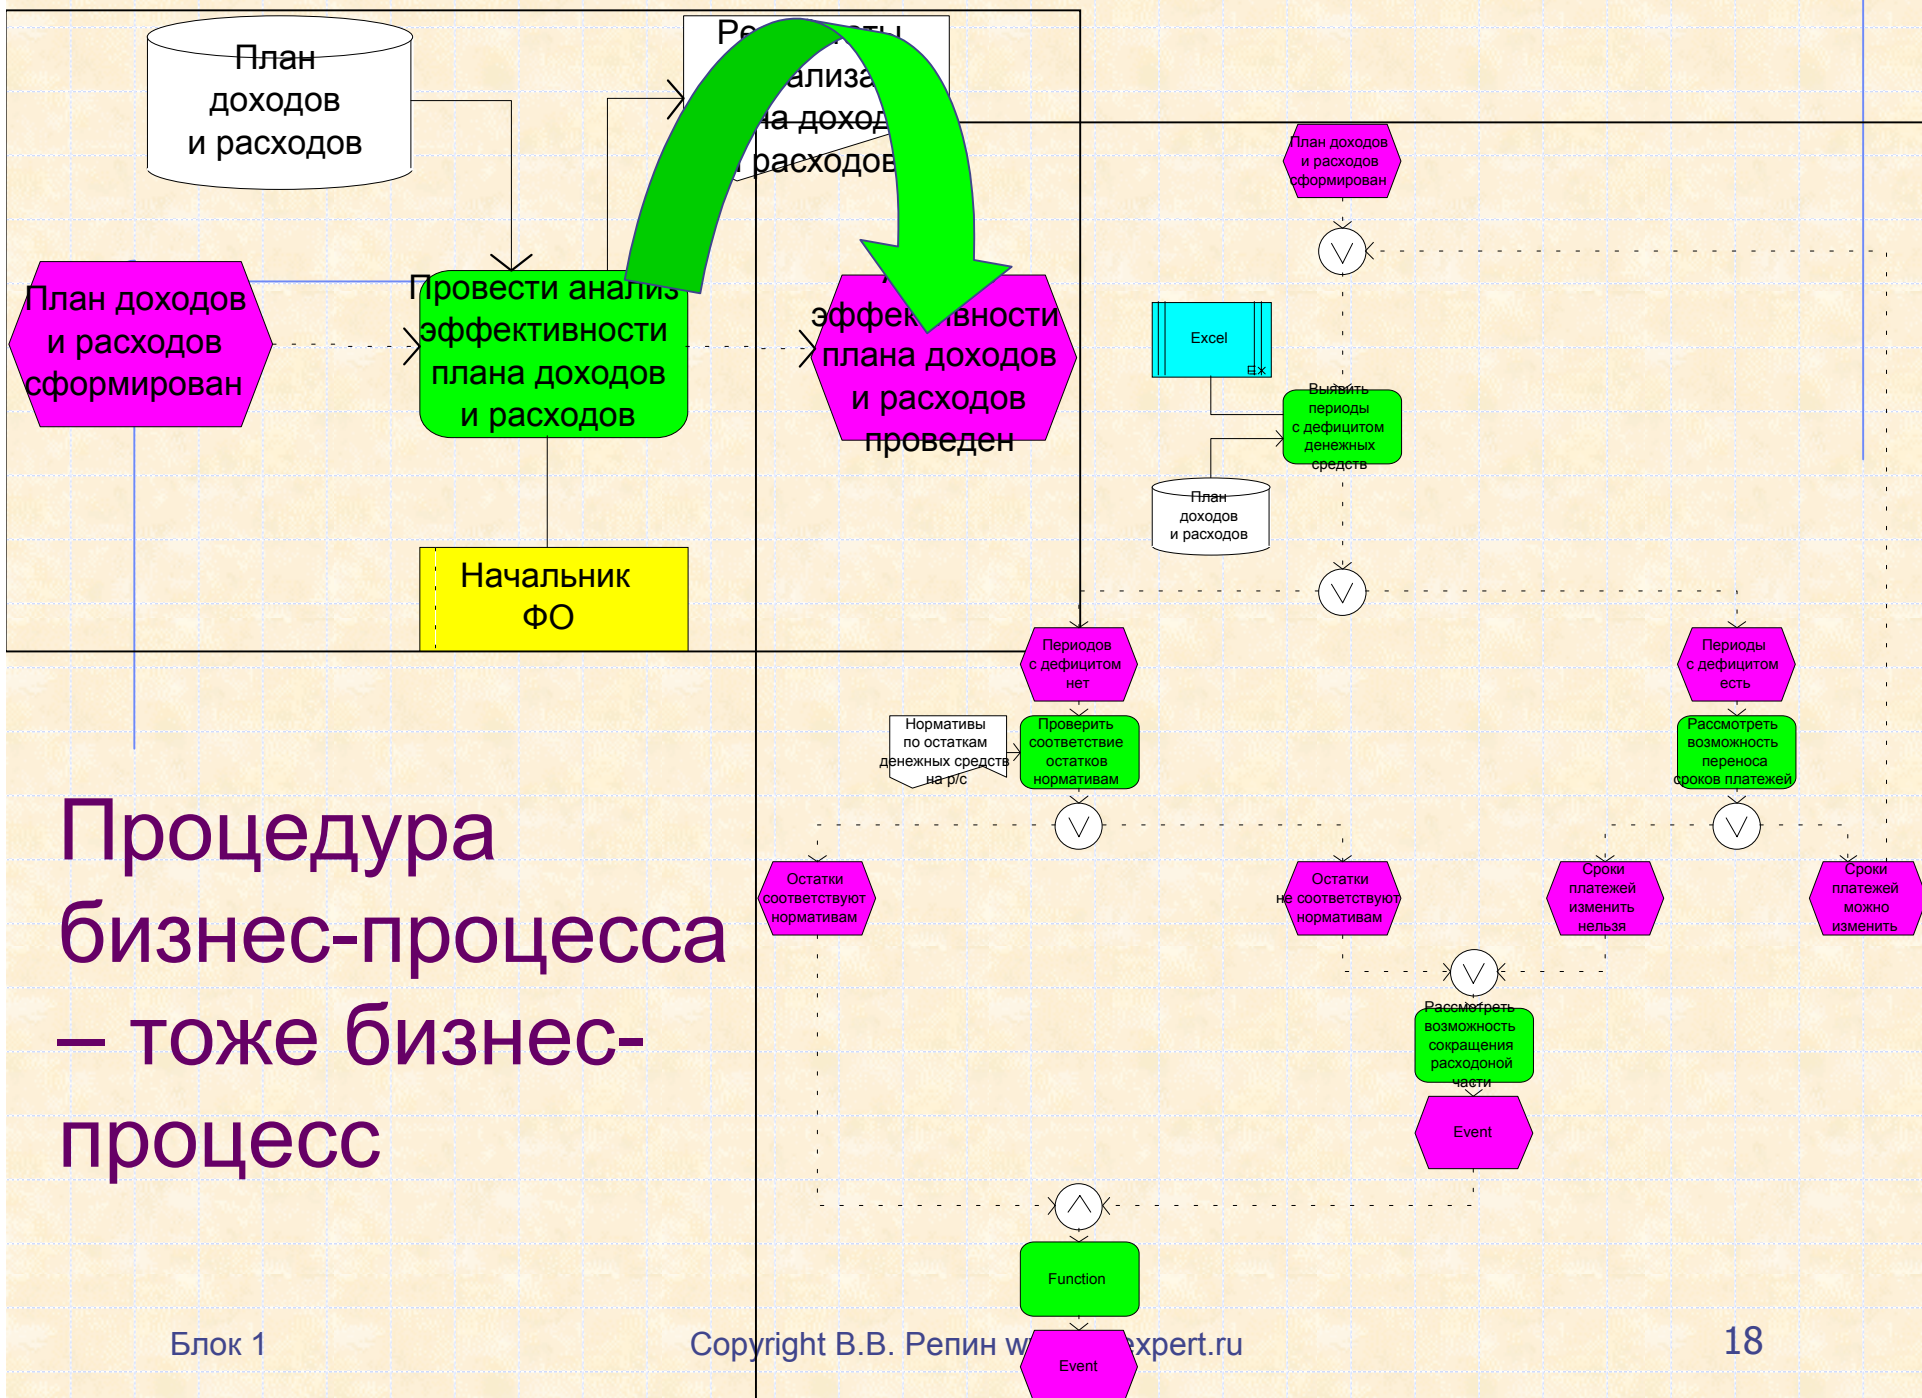 План
доходов
и расходов
ализа
на
расходов
План доходов
и расходов
сформирован
Провести анализ
эффективности
плана доходов
и расходов
плана доходов
и расходов
проведен
Начальник
ФО
Процедура
бизнес-процесса
– тоже бизнес-
процесс
План доходов
и расходов
сформирован
Excel
Ex
Выявить
периоды
с дефицитом
денежных
средств
План
доходов
и расходов
Периодов
с дефицитом
нет
Периоды
с дефицитом
есть
Нормативы
по остаткам
денежных средств
на р/с
Проверить
соответствие
остатков
нормативам
Рассмотреть
возможность
переноса
сроков платежей
Остатки
соответствуют
нормативам
Остатки
не соответствуют
нормативам
Сроки
платежей
изменить
нельзя
Сроки
платежей
можно
изменить
Рассмотреть
возможность
сокращения
расходоной
части
Event
Function
Event
Блок 1
Copyright В.В. Репин
xpert.ru
18